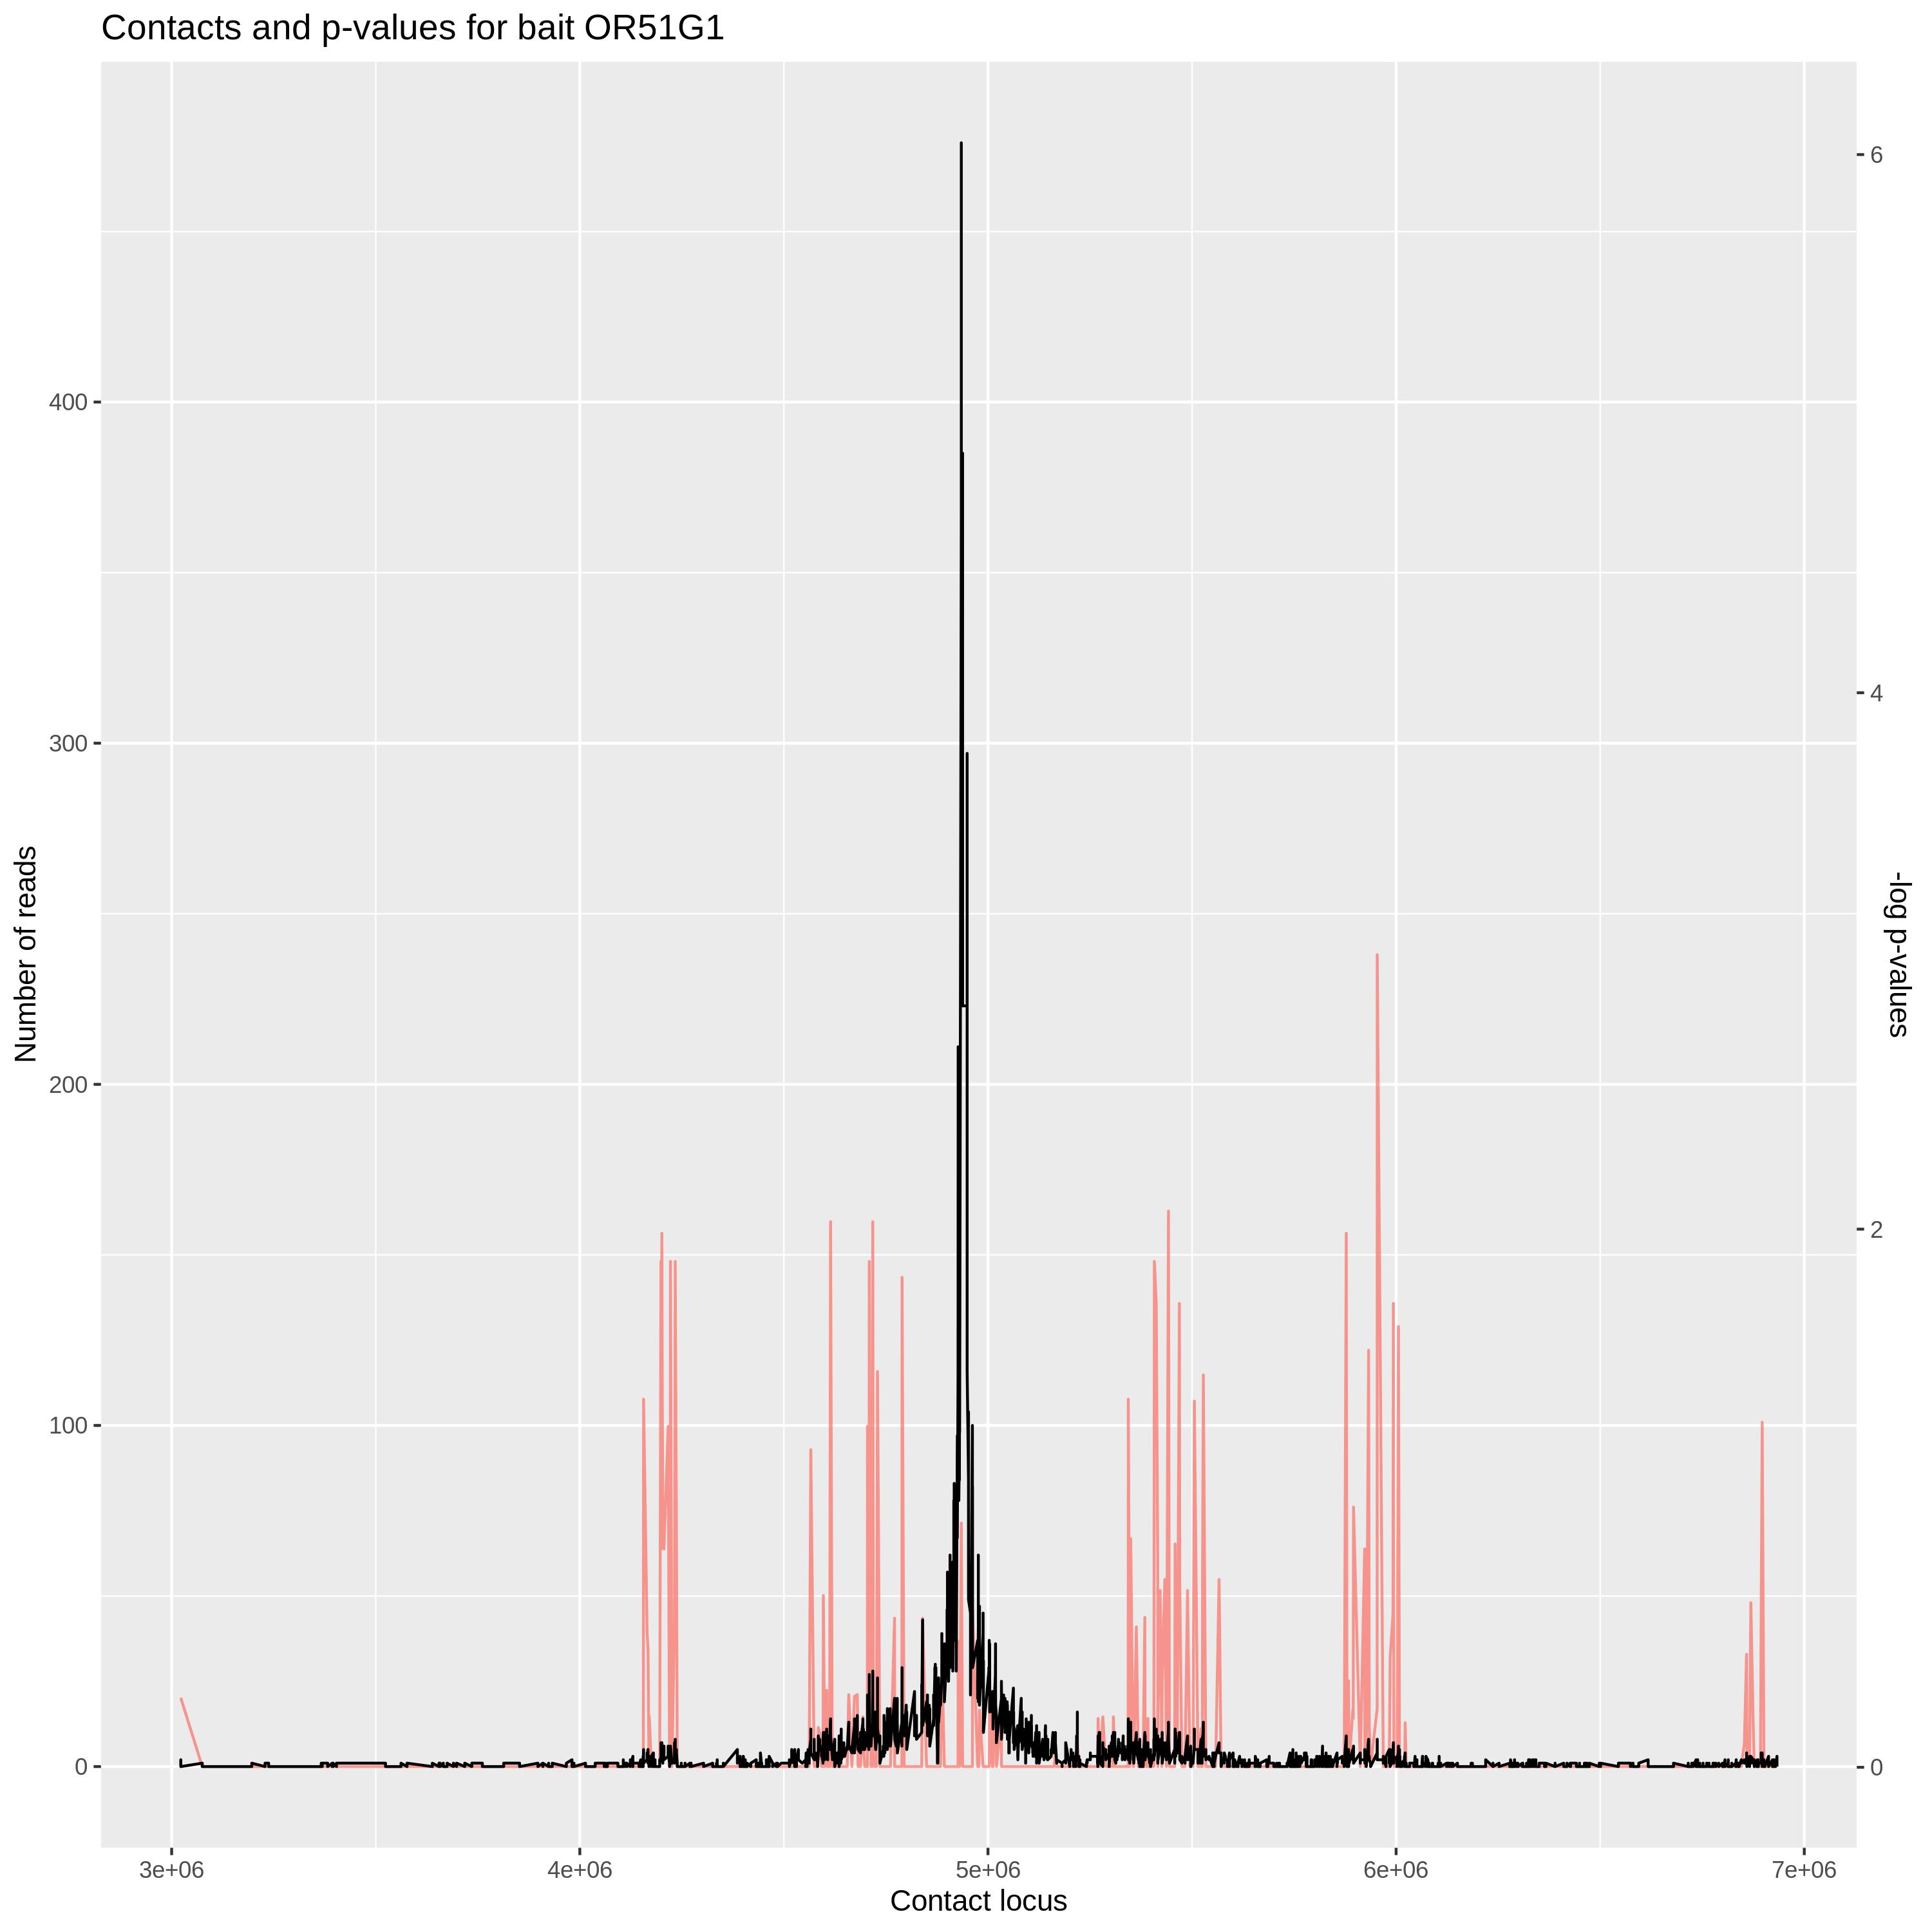 Contacts and p-values for bait OR51G1
Number of reads
400
300
200
100
0
6
4
2
0
-log p-values
3e+06
4e+06
5e+06
6e+06
7e+06
Contact locus